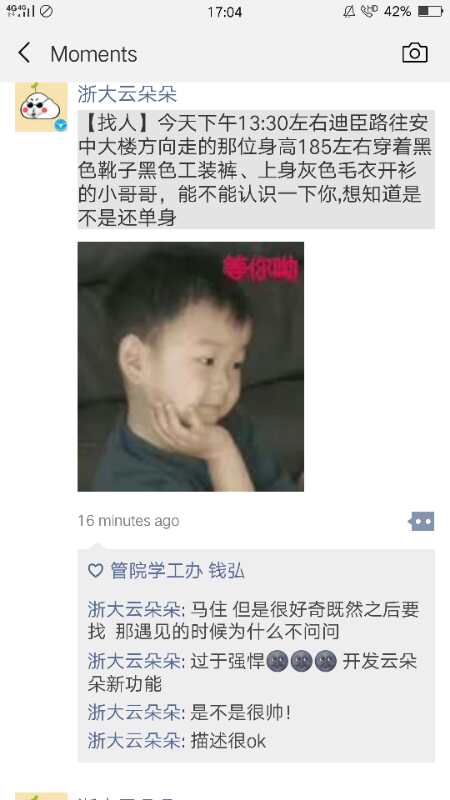 4G 4G 17:04 HD 42%
Moments
浙大云朵朵
【找人】今天下午13:30左右迪臣路往安
中大楼方向走的那位身高185左右穿着黑
色靴子黑色工装裤、上身灰色毛衣开衫
的小哥哥，能不能认识一下你,想知道是
不是还单身
等你呦
16 minutes ago
管院学工办 钱弘
浙大云朵朵: 马住 但是很好奇既然之后要
找 那遇见的时候为什么不问问
浙大云朵朵: 过于强悍🌚🌚🌚 开发云朵
朵新功能
浙大云朵朵: 是不是很帅!
浙大云朵朵: 描述很ok